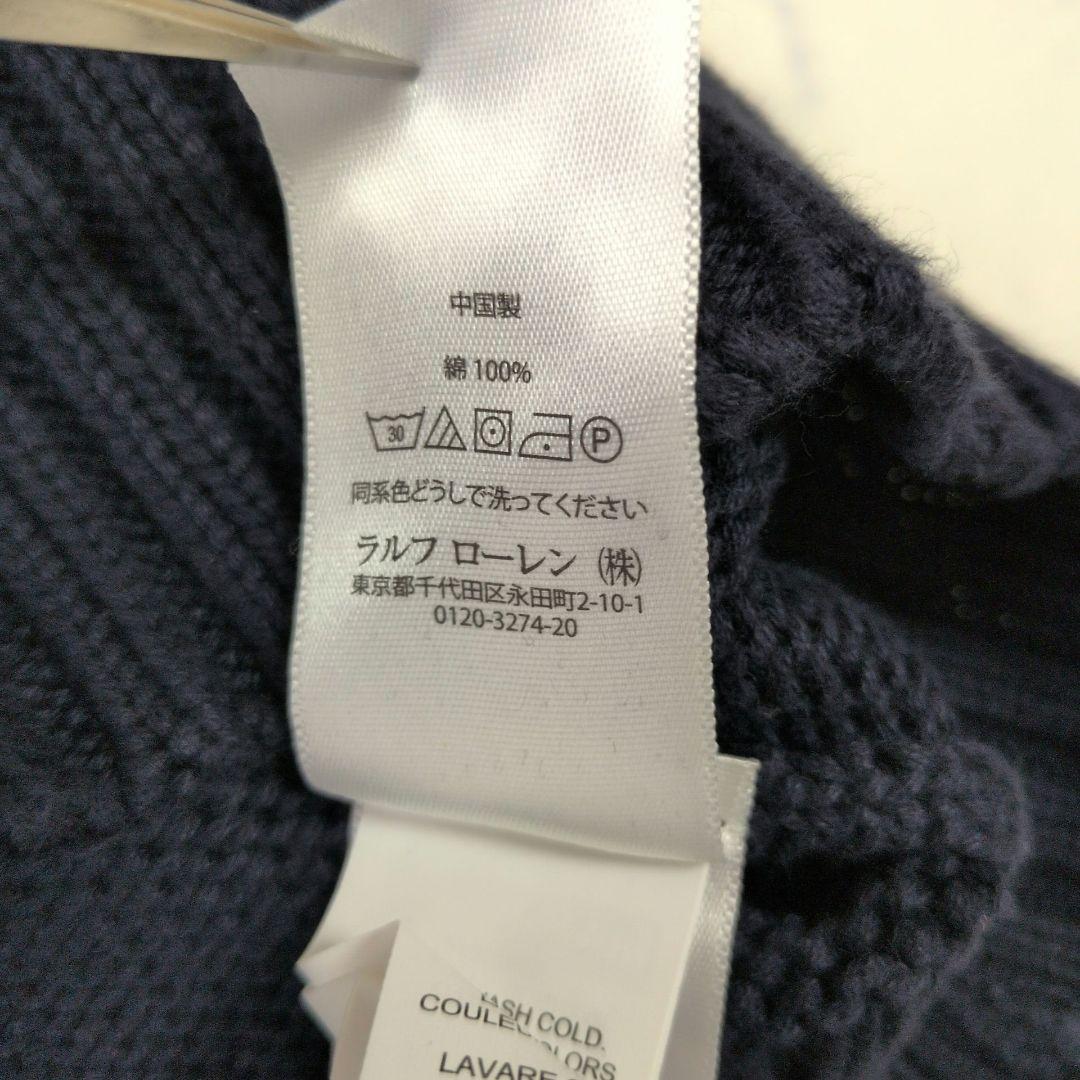 中国製
綿 100%
30 P
同系色どうしで洗ってください
ラルフ ローレン (株)
東京都千代田区永田町2-10-1
0120-3274-20
COLD.
LAVARE